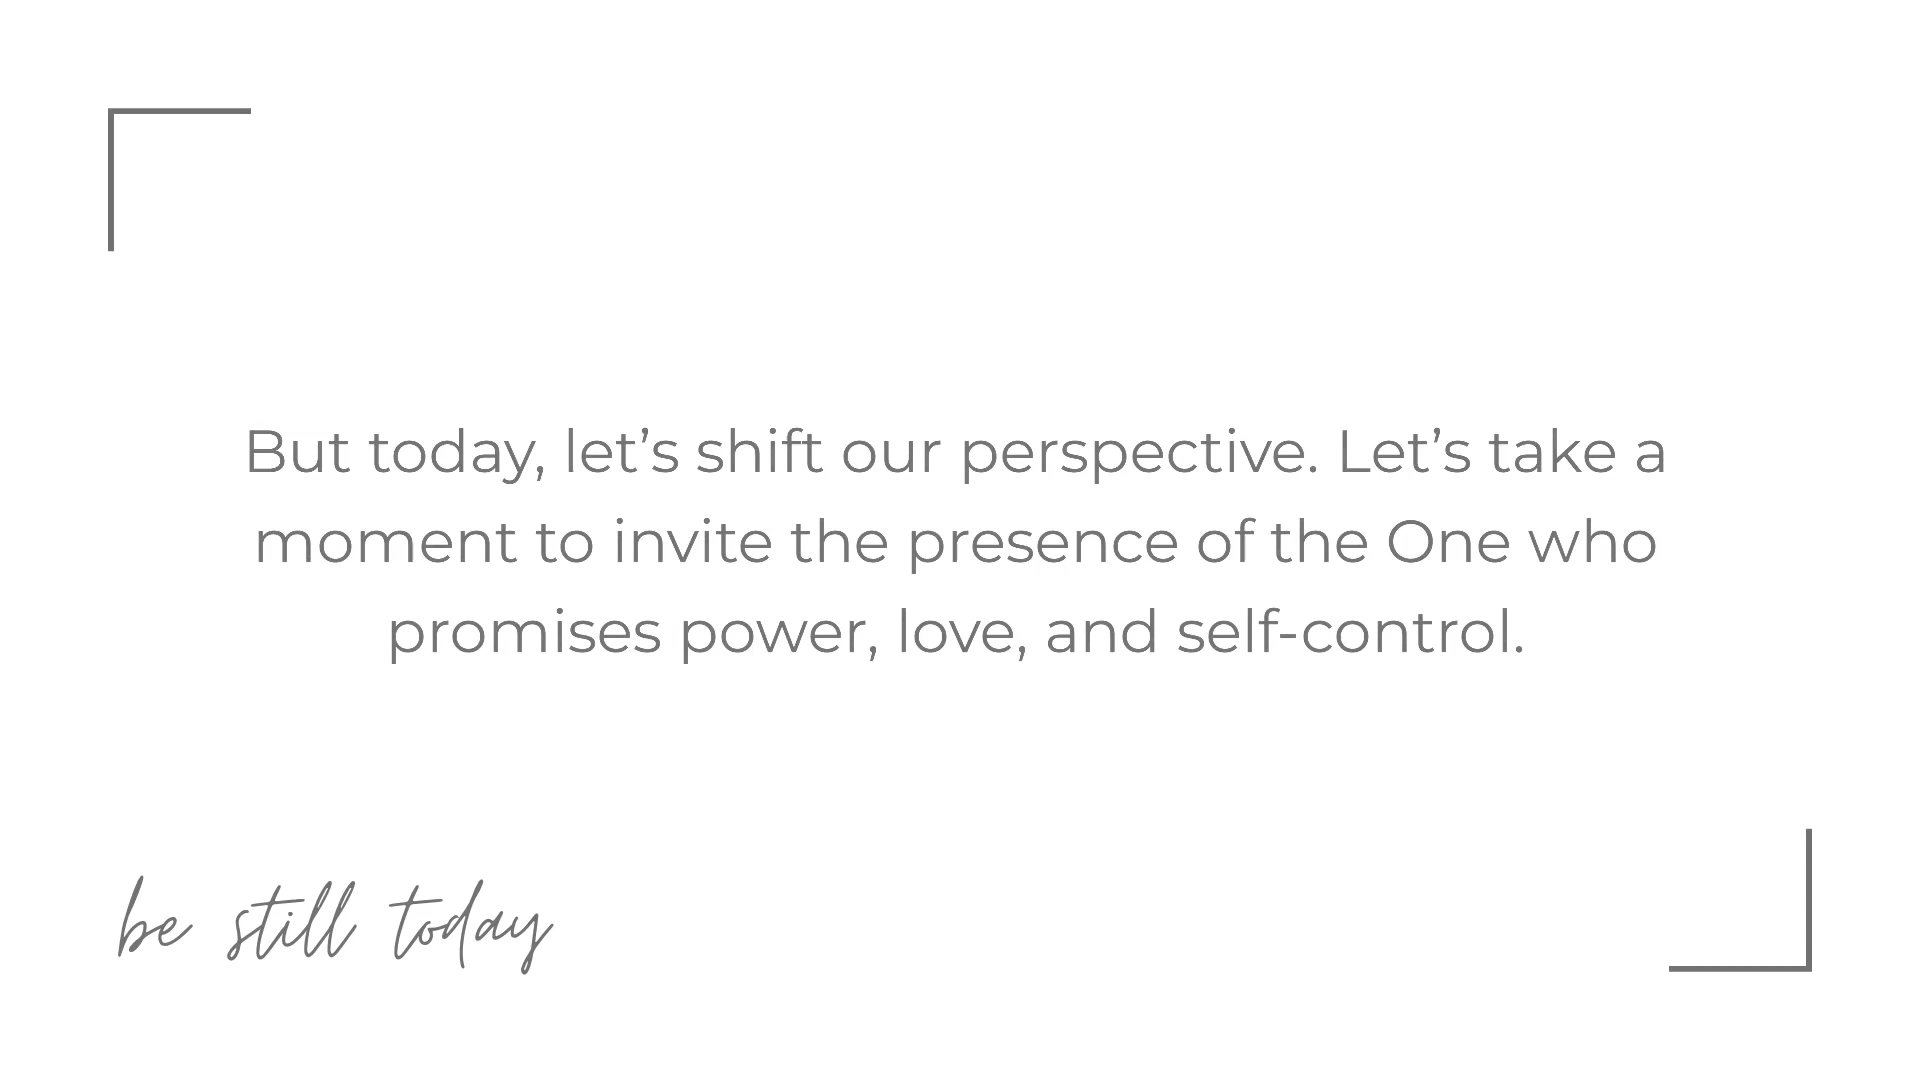 But today, let’s shift our perspective. Let’s take a
moment to invite the presence of the One who
promises power, love, and self-control.
be still today